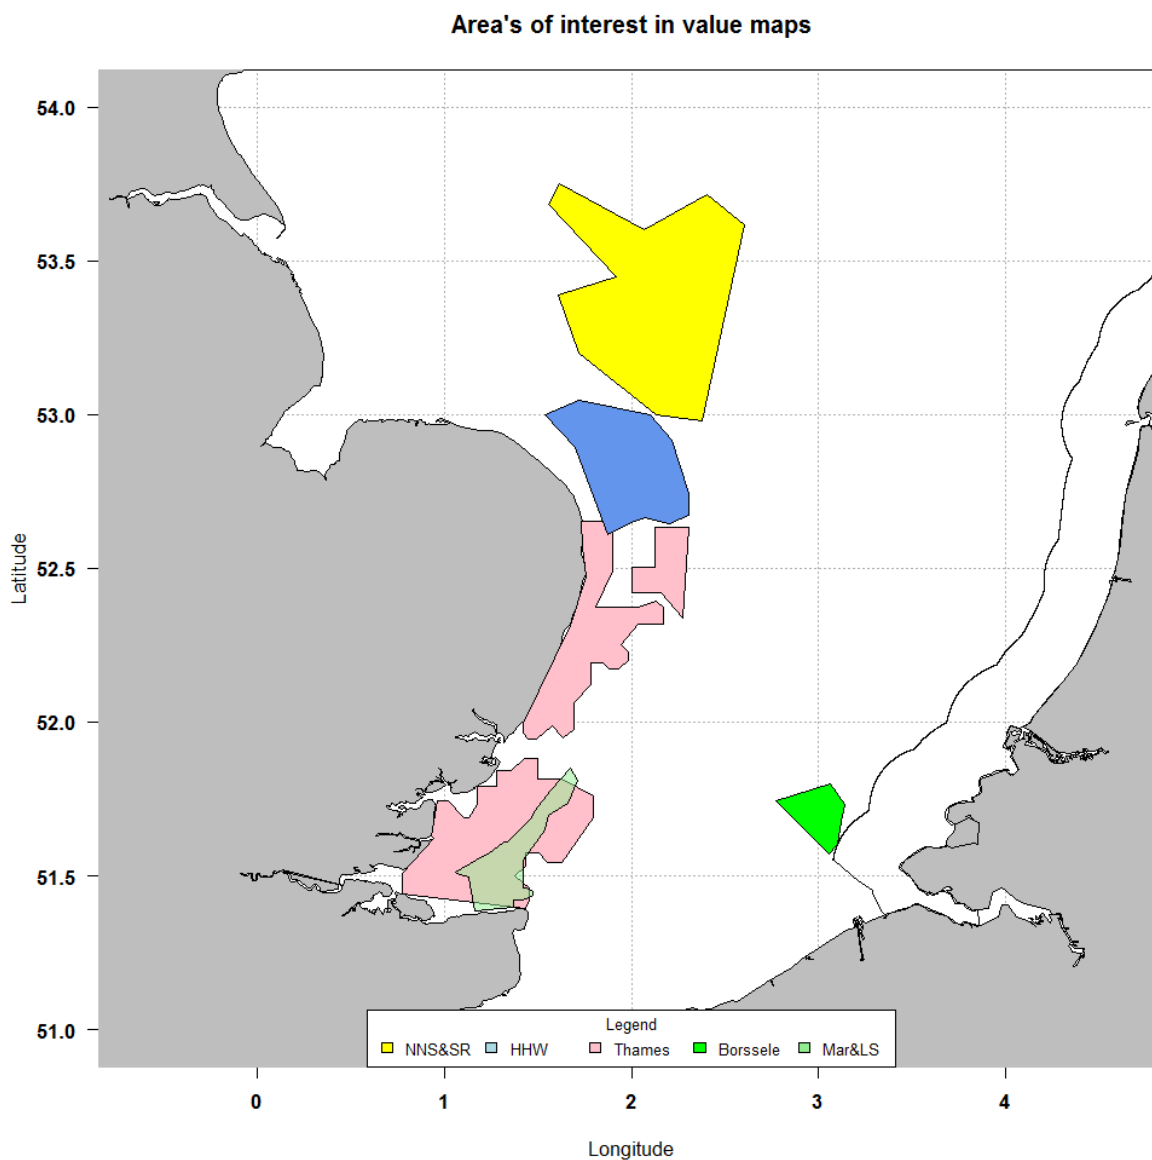 Area's of interest in value maps
54.0
53.5
53.0
52.5
52.0
51.5
51.0
Latitude
Legend
NNS&SR HHW Thames Borssele Mar&LS
0 1 2 3 4
Longitude